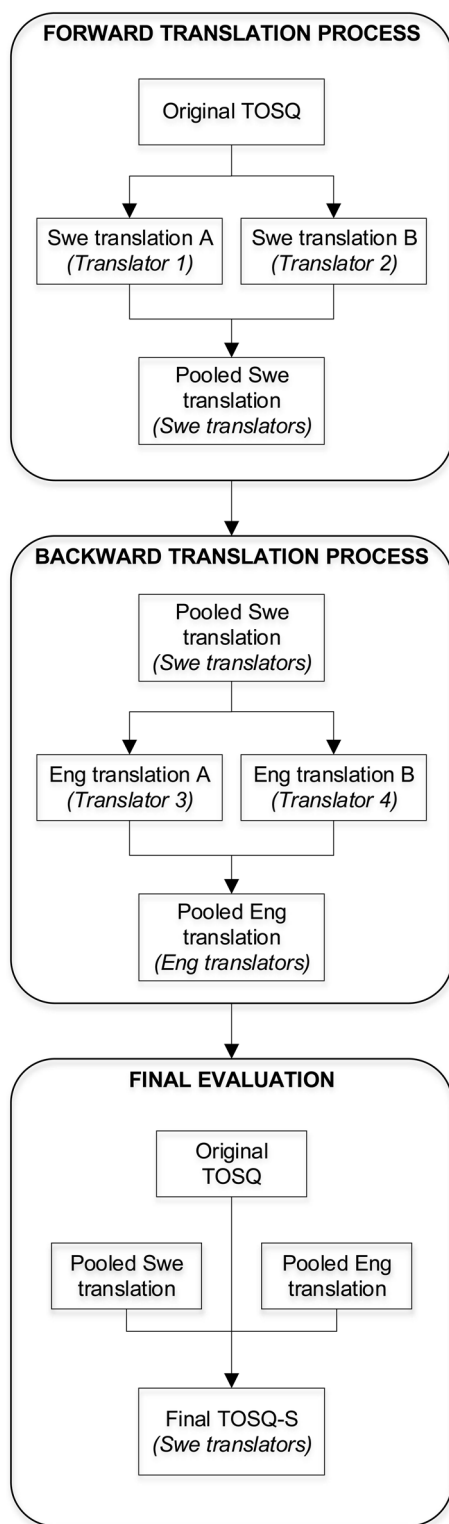 FORWARD TRANSLATION PROCESS
Original TOSQ
Swe translation A
(Translator 1)
Swe translation B
(Translator 2)
Pooled Swe
translation
(Swe translators)
BACKWARD TRANSLATION PROCESS
Pooled Swe
translation
(Swe translators)
Eng translation A
(Translator 3)
Eng translation B
(Translator 4)
Pooled Eng
translation
(Eng translators)
FINAL EVALUATION
Original
TOSQ
Pooled Swe
translation
Pooled Eng
translation
Final TOSQ-S
(Swe translators)